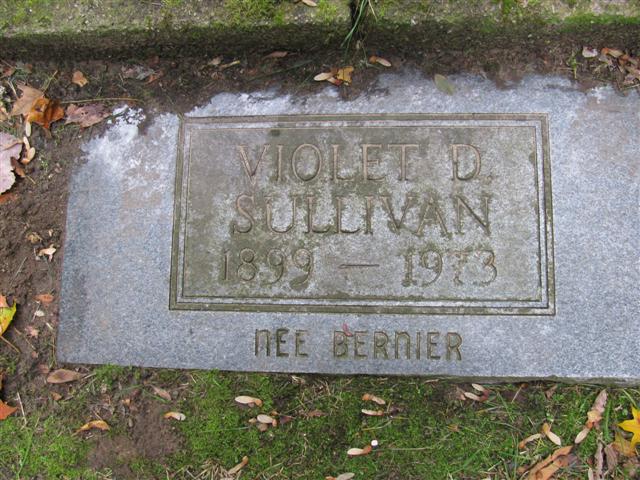 VIOLET D.
SULLIVAN
1899 — 1973
NEE BERNIER